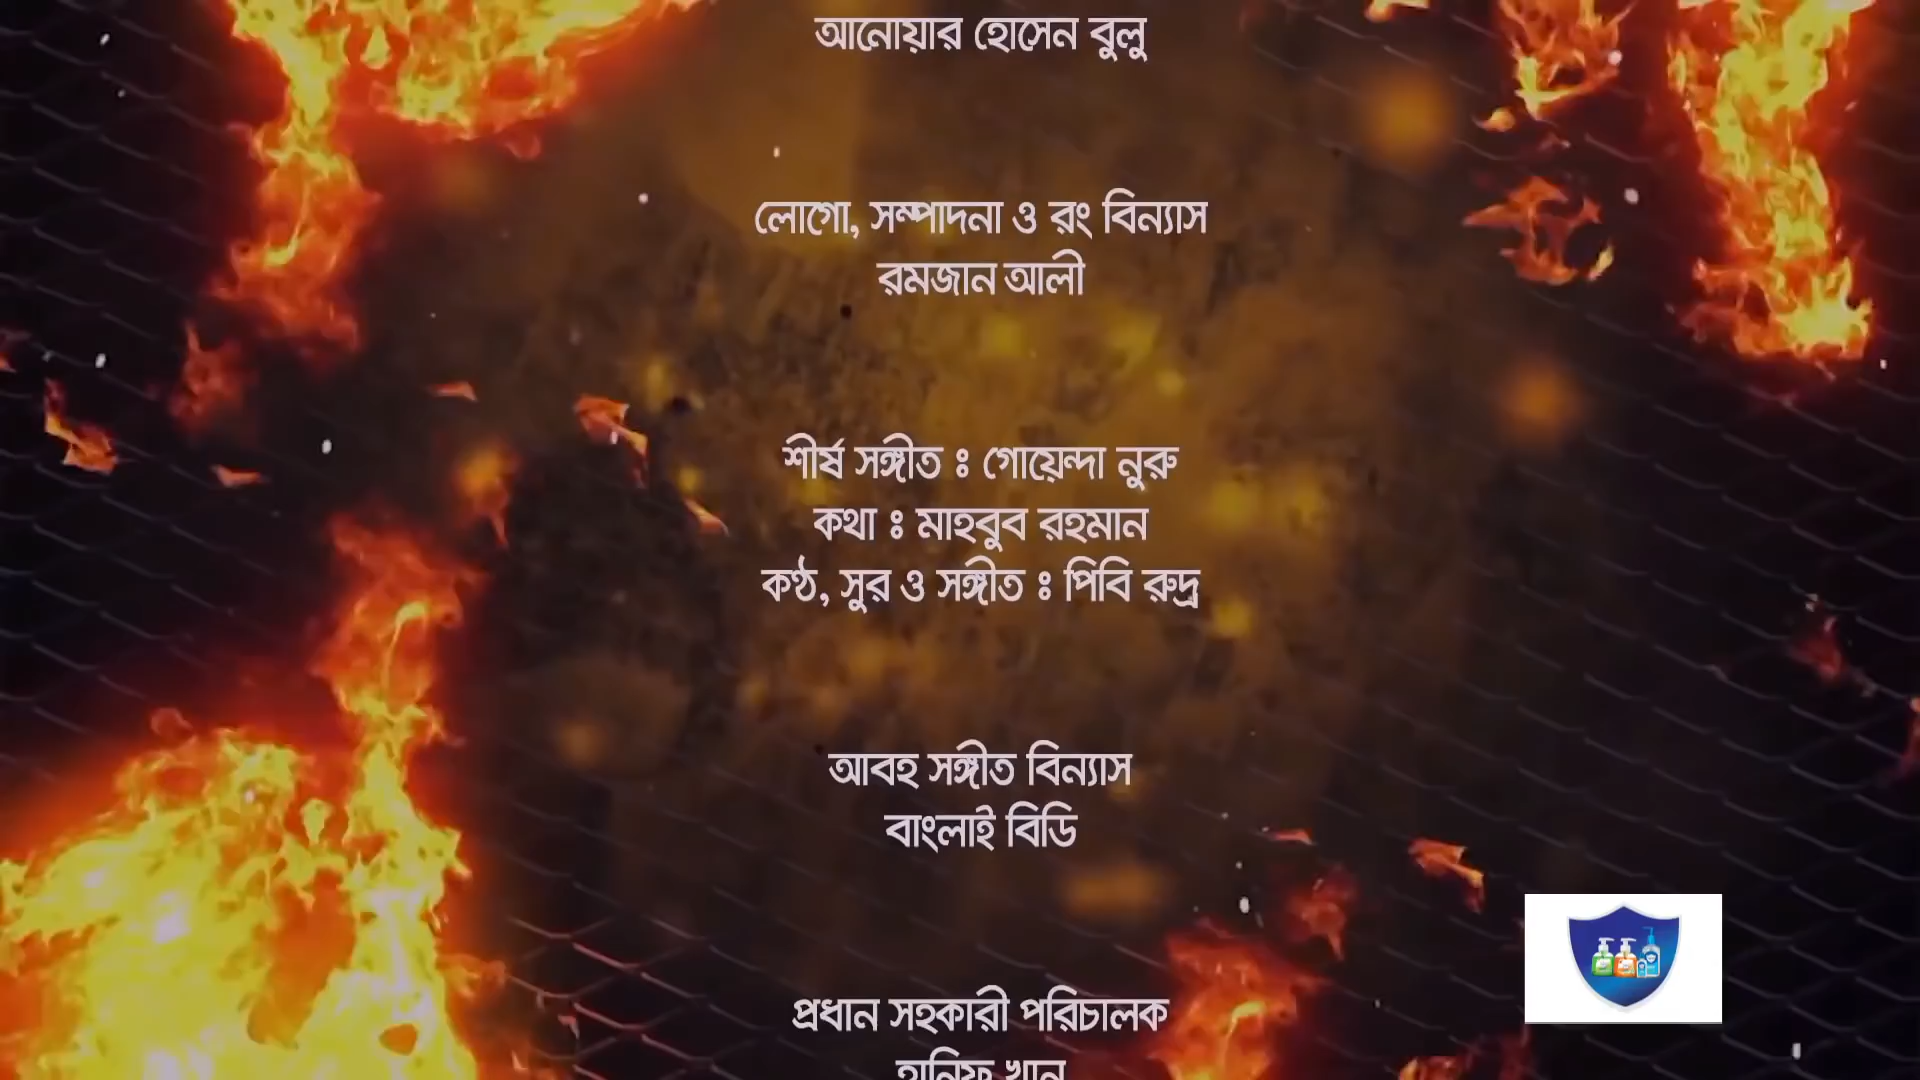 আনোয়ার হোসেন বুলু
লোগো, সম্পাদনা ও রং বিন্যাস
রমজান আলী
শীর্ষ সঙ্গীত ঃ গোয়েন্দা নুরু
কথা ঃ মাহবুব রহমান
কণ্ঠ, সুর ও সঙ্গীত ঃ পিবি রুদ্র
আবহ সঙ্গীত বিন্যাস
বাংলাই বিডি
প্রধান সহকারী পরিচালক
খান